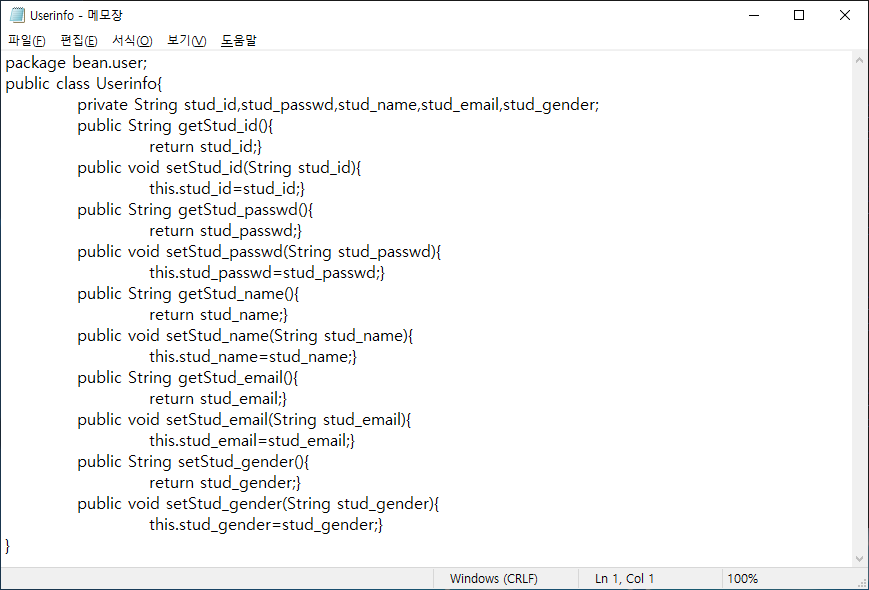 Userinfo - 메모장
파일(F) 편집(E) 서식(O) 보기(V) 도움말
package bean.user;
public class Userinfo{
private String stud_id,stud_passwd,stud_name,stud_email,stud_gender;
public String getStud_id(){
return stud_id;}
public void setStud_id(String stud_id){
this.stud_id=stud_id;}
public String getStud_passwd(){
return stud_passwd;}
public void setStud_passwd(String stud_passwd){
this.stud_passwd=stud_passwd;}
public String getStud_name(){
return stud_name;}
public void setStud_name(String stud_name){
this.stud_name=stud_name;}
public String getStud_email(){
return stud_email;}
public void setStud_email(String stud_email){
this.stud_email=stud_email;}
public String setStud_gender(){
return stud_gender;}
public void setStud_gender(String stud_gender){
this.stud_gender=stud_gender;}
}
Windows (CRLF) Ln 1, Col 1 100%